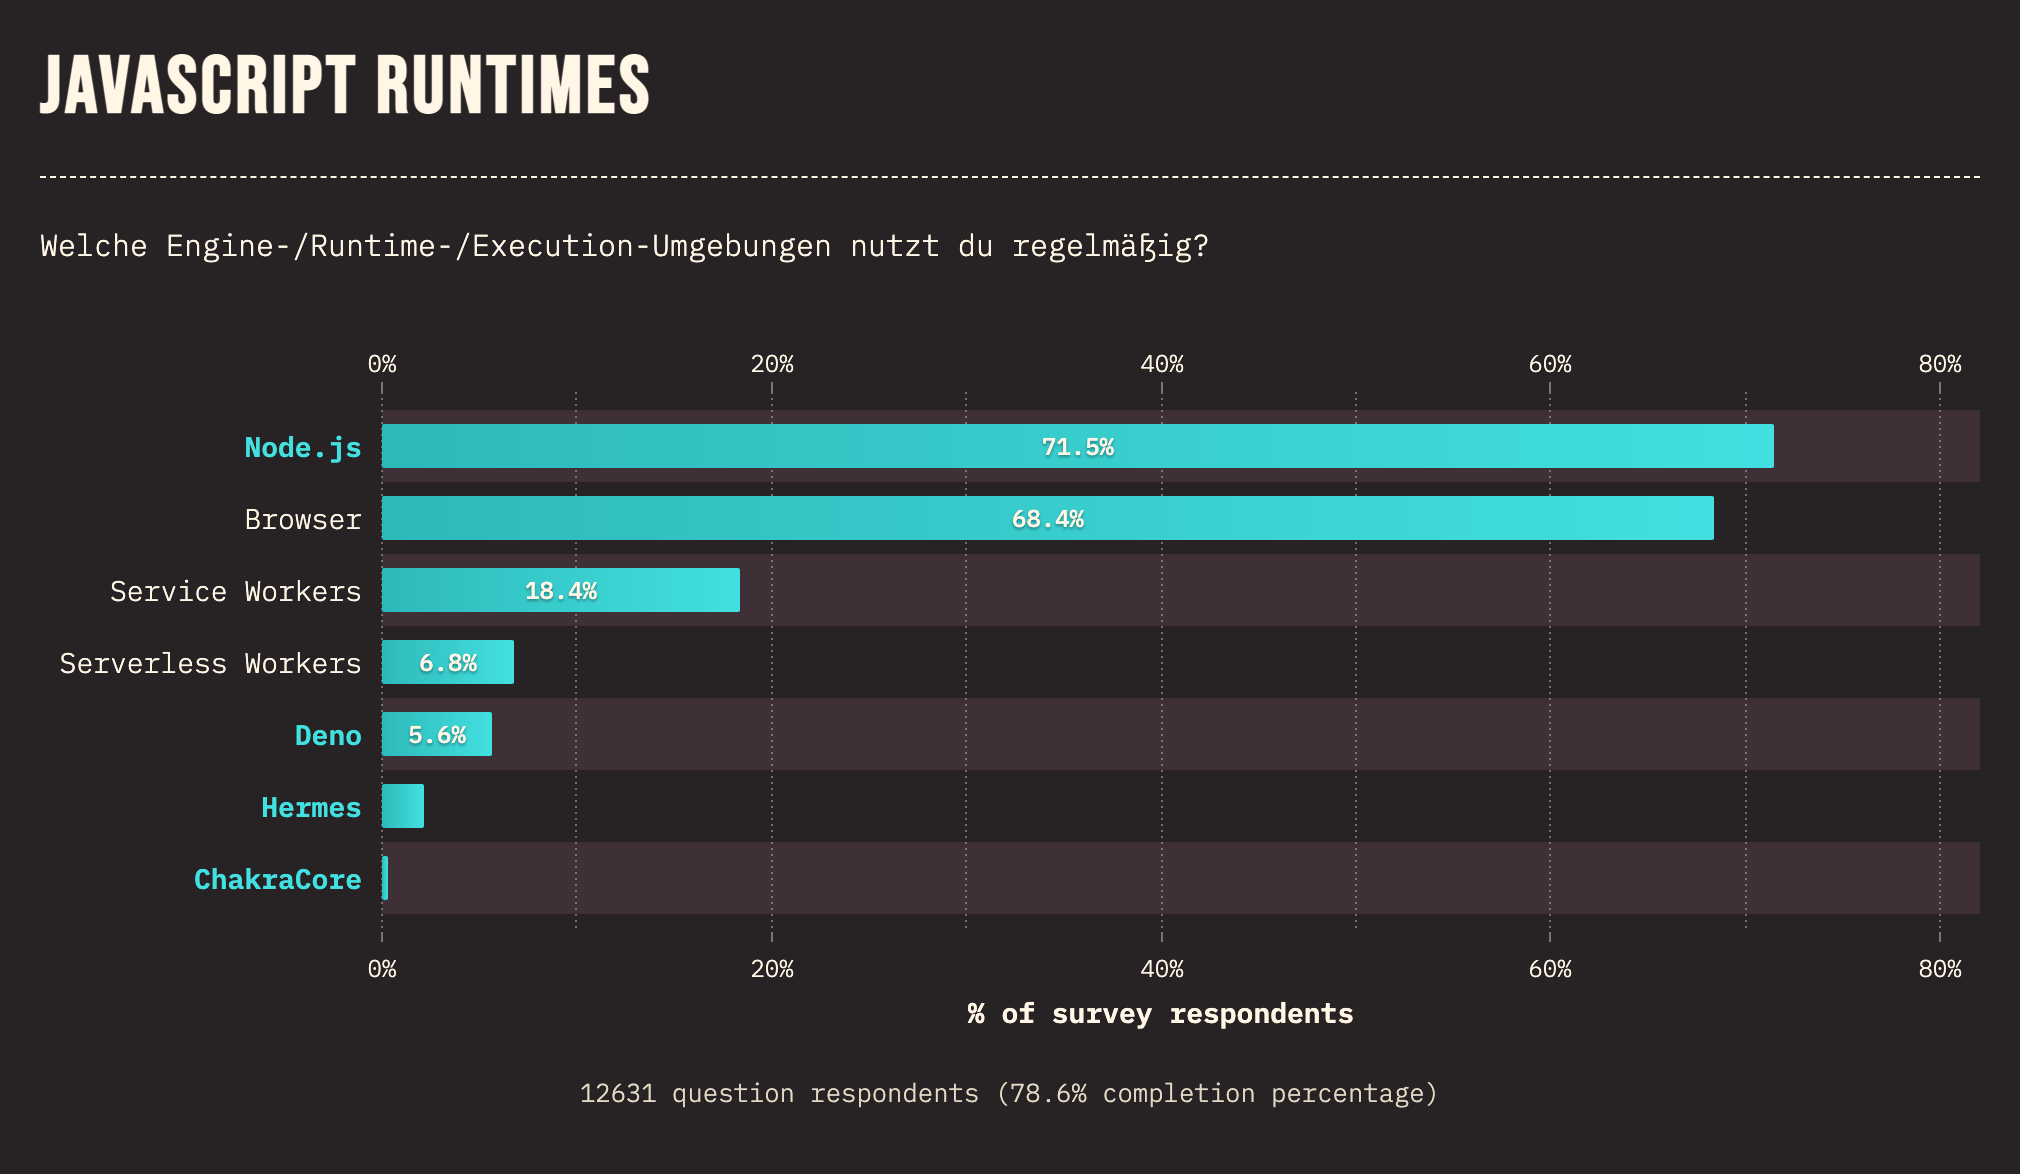 JAVASCRIPT RUNTIMES
Welche Engine-/Runtime-/Execution-Umgebungen nutzt du regelmäßig?
0% 20% 40% 60% 80%
Node.js 71.5%
Browser 68.4%
Service Workers 18.4%
Serverless Workers 6.8%
Deno 5.6%
Hermes
ChakraCore
0% 20% 40% 60% 80%
% of survey respondents
12631 question respondents (78.6% completion percentage)